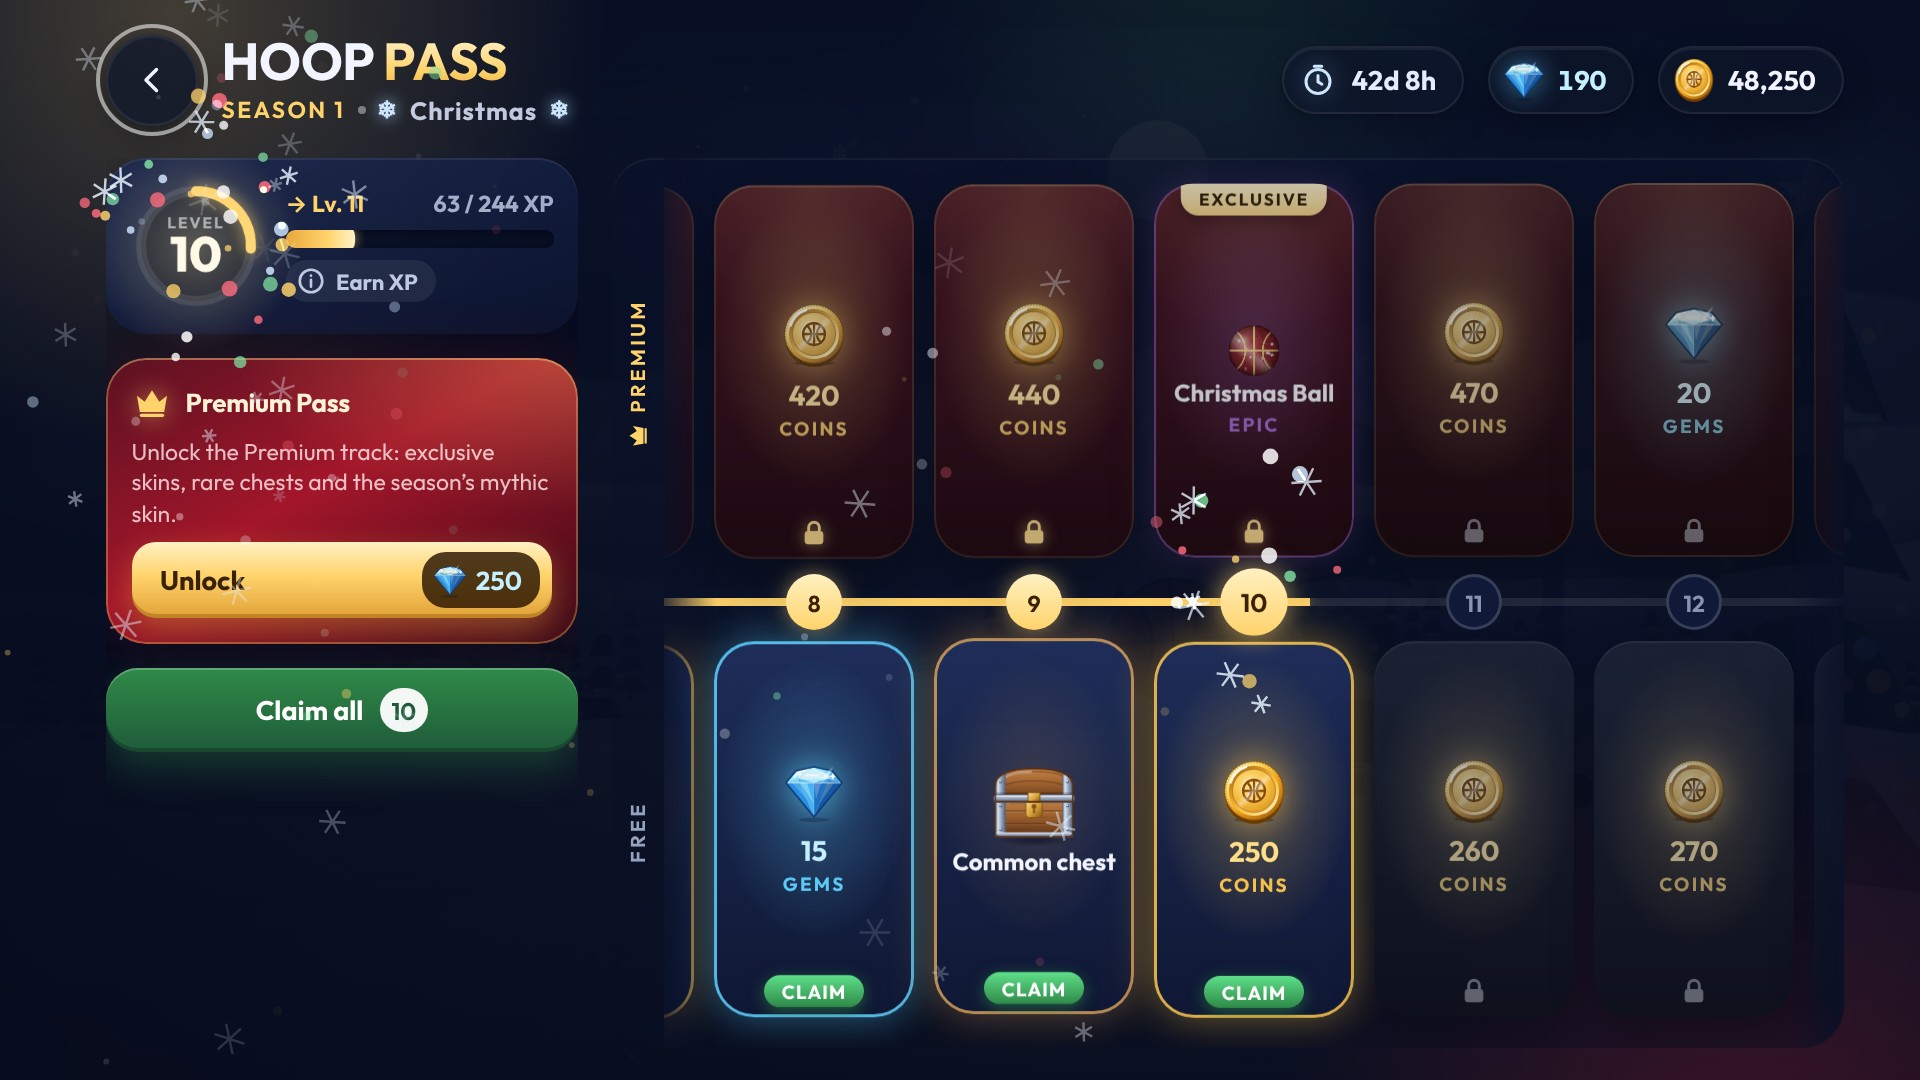 HOOP PASS
SEASON 1 • ❄ Christmas ❄
42d 8h
190
48,250
LEVEL
10
→ Lv. 11
63 / 244 XP
Earn XP
Premium Pass
Unlock the Premium track: exclusive
skins, rare chests and the season's mythic
skin.
Unlock
250
Claim all
10
PREMIUM
420
COINS
440
COINS
EXCLUSIVE
Christmas Ball
EPIC
470
COINS
20
GEMS
8
9
10
11
12
FREE
15
GEMS
CLAIM
Common chest
CLAIM
250
COINS
CLAIM
260
COINS
270
COINS